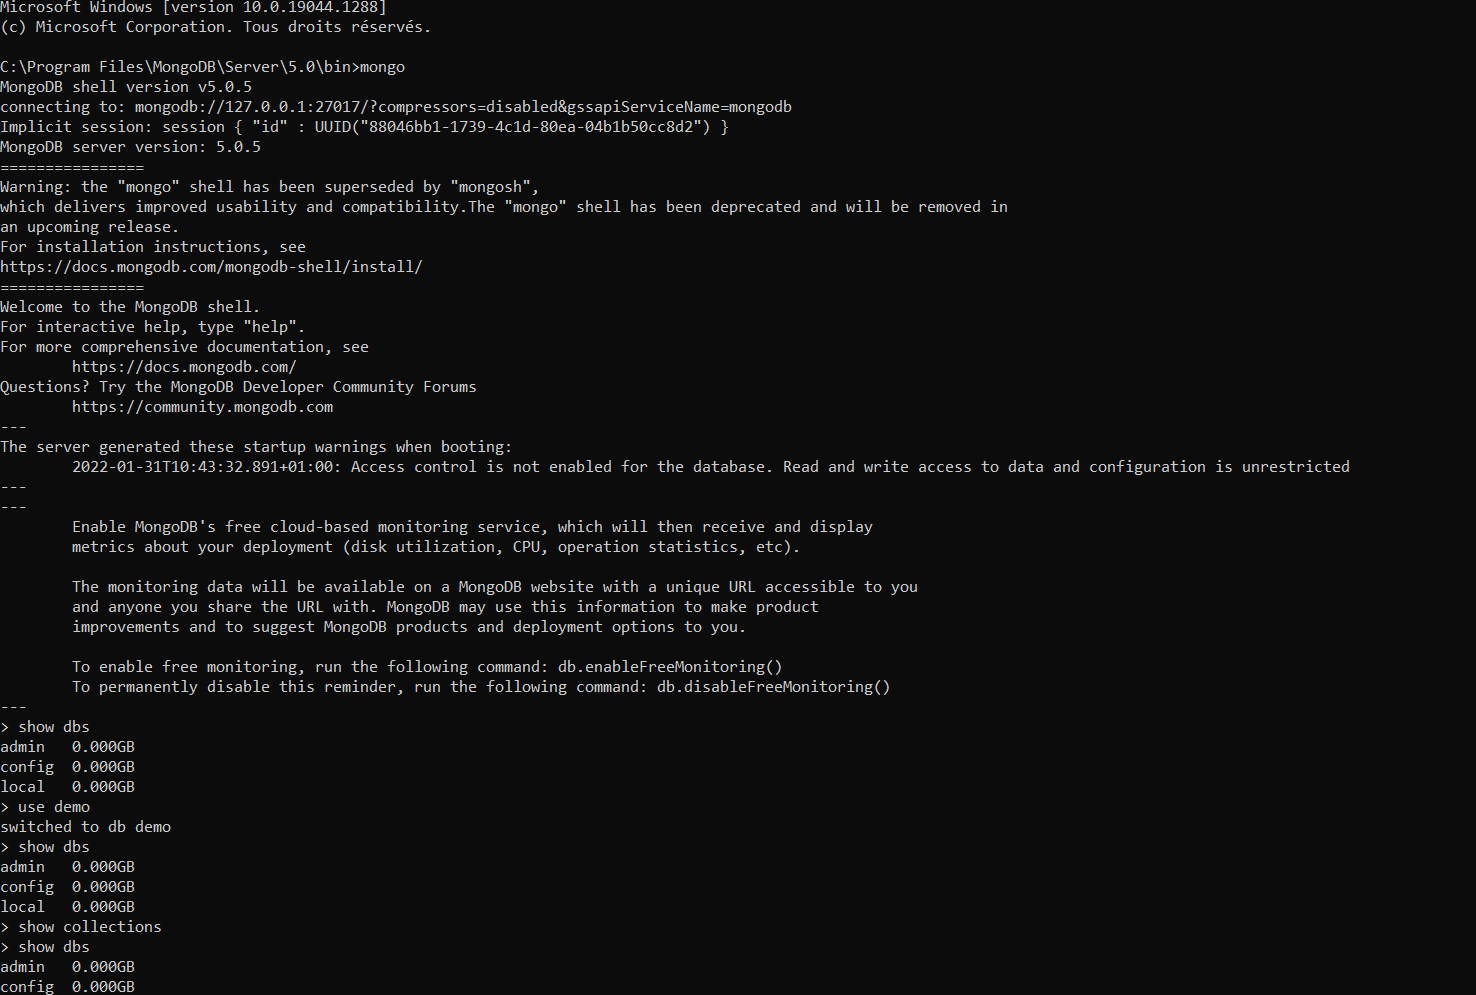 Microsoft Windows [version 10.0.19044.1288]
(c) Microsoft Corporation. Tous droits réservés.
C:\Program Files\MongoDB\Server\5.0\bin>mongo
MongoDB shell version v5.0.5
connecting to: mongodb://127.0.0.1:27017/?compressors=disabled&gssapiServiceName=mongodb
Implicit session: session { "id" : UUID("88046bb1-1739-4c1d-80ea-04b1b50cc8d2") }
MongoDB server version: 5.0.5
================
Warning: the "mongo" shell has been superseded by "mongosh",
which delivers improved usability and compatibility.The "mongo" shell has been deprecated and will be removed in
an upcoming release.
For installation instructions, see
https://docs.mongodb.com/mongodb-shell/install/
================
Welcome to the MongoDB shell.
For interactive help, type "help".
For more comprehensive documentation, see
https://docs.mongodb.com/
Questions? Try the MongoDB Developer Community Forums
https://community.mongodb.com
---
The server generated these startup warnings when booting:
2022-01-31T10:43:32.891+01:00: Access control is not enabled for the database. Read and write access to data and configuration is unrestricted
---
---
Enable MongoDB's free cloud-based monitoring service, which will then receive and display
metrics about your deployment (disk utilization, CPU, operation statistics, etc).
The monitoring data will be available on a MongoDB website with a unique URL accessible to you
and anyone you share the URL with. MongoDB may use this information to make product
improvements and to suggest MongoDB products and deployment options to you.
To enable free monitoring, run the following command: db.enableFreeMonitoring()
To permanently disable this reminder, run the following command: db.disableFreeMonitoring()
---
> show dbs
admin   0.000GB
config  0.000GB
local   0.000GB
> use demo
switched to db demo
> show dbs
admin   0.000GB
config  0.000GB
local   0.000GB
> show collections
> show dbs
admin   0.000GB
config  0.000GB